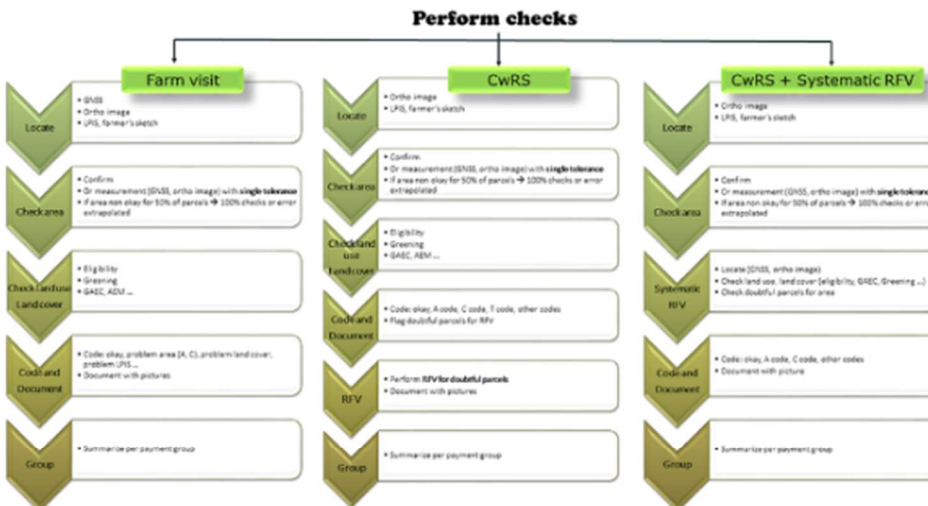 Perform checks
Farm visit
Locate
• GNSS
• Ortho image
• LPIS, farmer's sketch
Check area
• Confirm
• Or measurement (GNSS, ortho image) with single tolerance
• If area non okay for 50% of parcels → 100% checks or error
extrapolated
Check land use
Land cover
• Eligibility
• Greening
• GAEC, AEM ...
Code and
Document
• Code: okay, problem area (A, C), problem land cover,
problem LPIS ...
• Document with pictures
Group
• Summarize per payment group
CwRS
Locate
• Ortho image
• LPIS, farmer's sketch
Check area
• Confirm
• Or measurement (GNSS, ortho image) with single tolerance
• If area non okay for 50% of parcels → 100% checks or error
extrapolated
Check land
use
Land cover
• Eligibility
• Greening
• GAEC, AEM ...
Code and
Document
• Code: okay, A code, C code, T code, other codes
• Flag doubtful parcels for RFV
RFV
• Perform RFV for doubtful parcels
• Document with pictures
Group
• Summarize per payment group
CwRS + Systematic RFV
Locate
• Ortho image
• LPIS, farmer's sketch
Check area
• Confirm
• Or measurement (GNSS, ortho image) with single toleranc
• If area non okay for 50% of parcels → 100% checks or error
extrapolated
Systematic
RFV
• Locate (GNSS, ortho image)
• Check land use, land cover (eligibility, GAEC, Greening ...)
• Check doubtful parcels for area
Code and
Document
• Code: okay, A code, C code, other codes
• Document with picture
Group
• Summarize per payment group